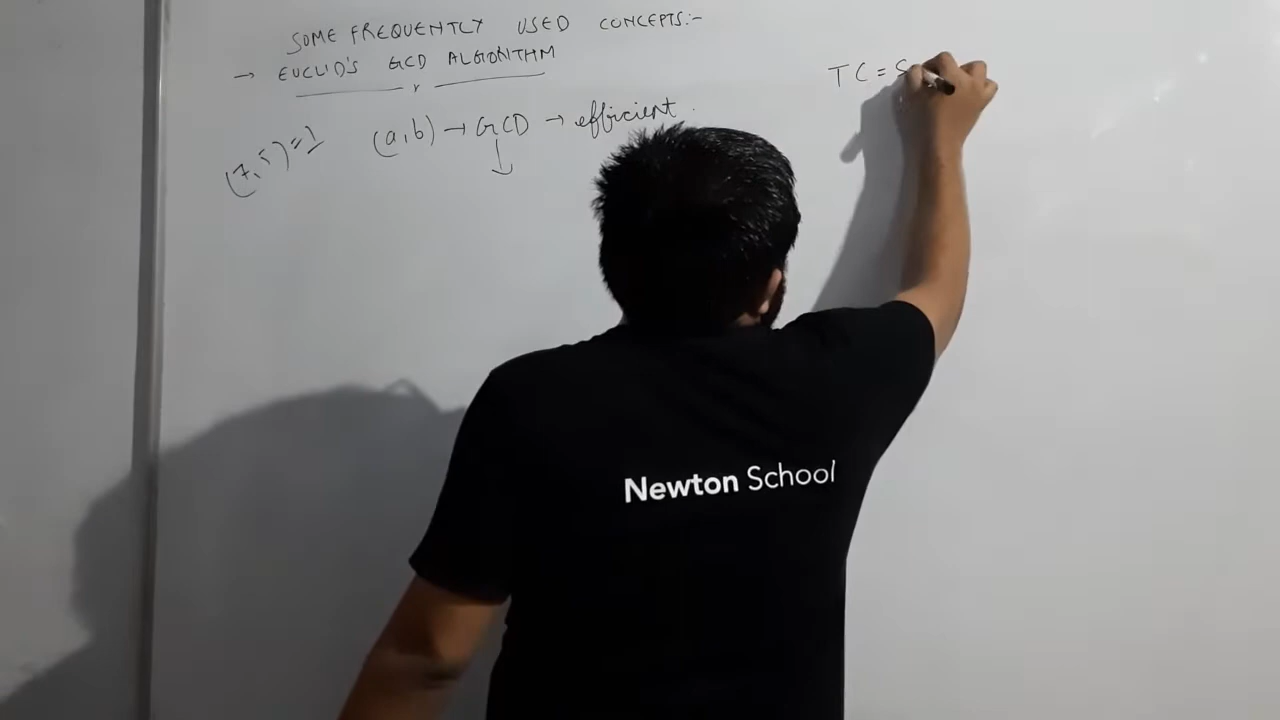 SOME FREQUENTLY USED CONCEPTS:-
→ EUCLID'S GCD ALGORITHM
(7,5)=1
(a,b) → GCD → efficient.
TC = S
Newton School